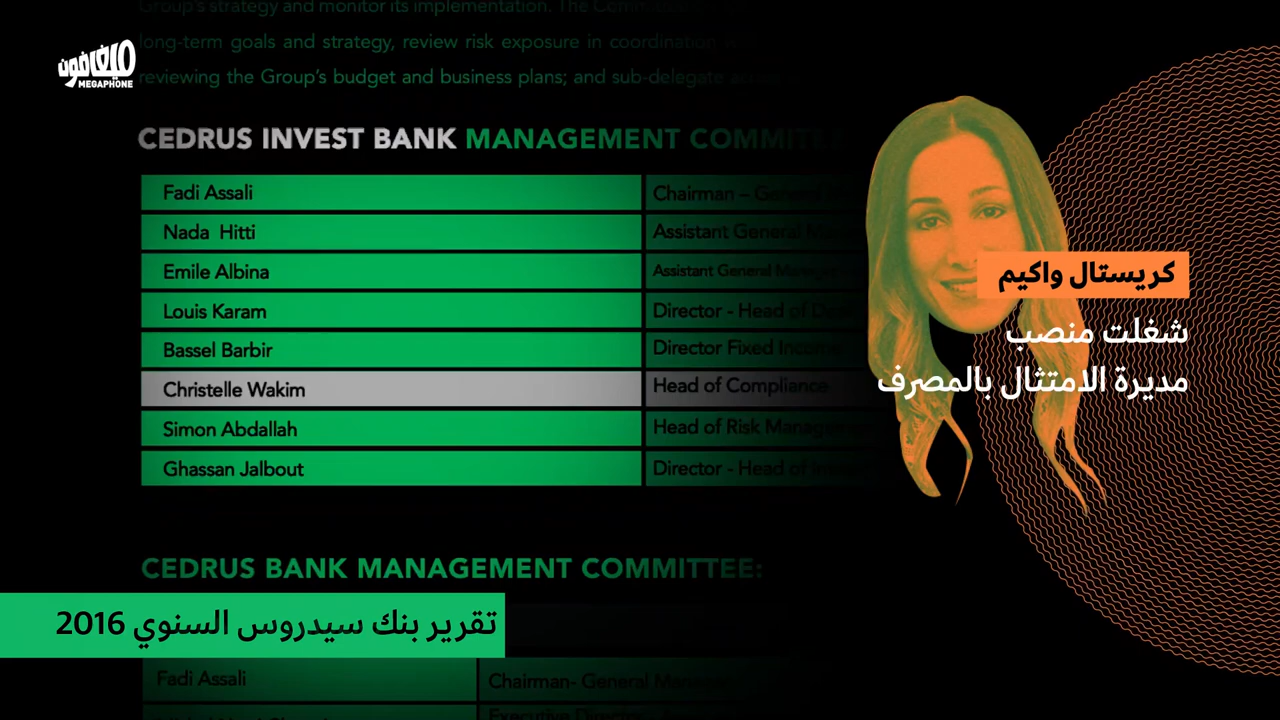 Group's strategy and monitor its implementation. The
long-term goals and strategy, review risk exposure in coordination
reviewing the Group's budget and business plans; and sub-delegate
ميغافون
MEGAPHONE
CEDRUS INVEST BANK MANAGEMENT
Fadi Assali Chairman – General
Nada Hitti Assistant General
Emile Albina Assistant General Manager
Louis Karam Director - Head of
Bassel Barbir Director Fixed Income
Christelle Wakim Head of Compliance
Simon Abdallah Head of Risk
Ghassan Jalbout Director - Head of
كريستال واكيم
شغلت منصب
مديرة الامتثال بالمصرف
CEDRUS BANK MANAGEMENT COMMITTEE:
تقرير بنك سيدروس السنوي 2016
Fadi Assali Chairman- General
Executive